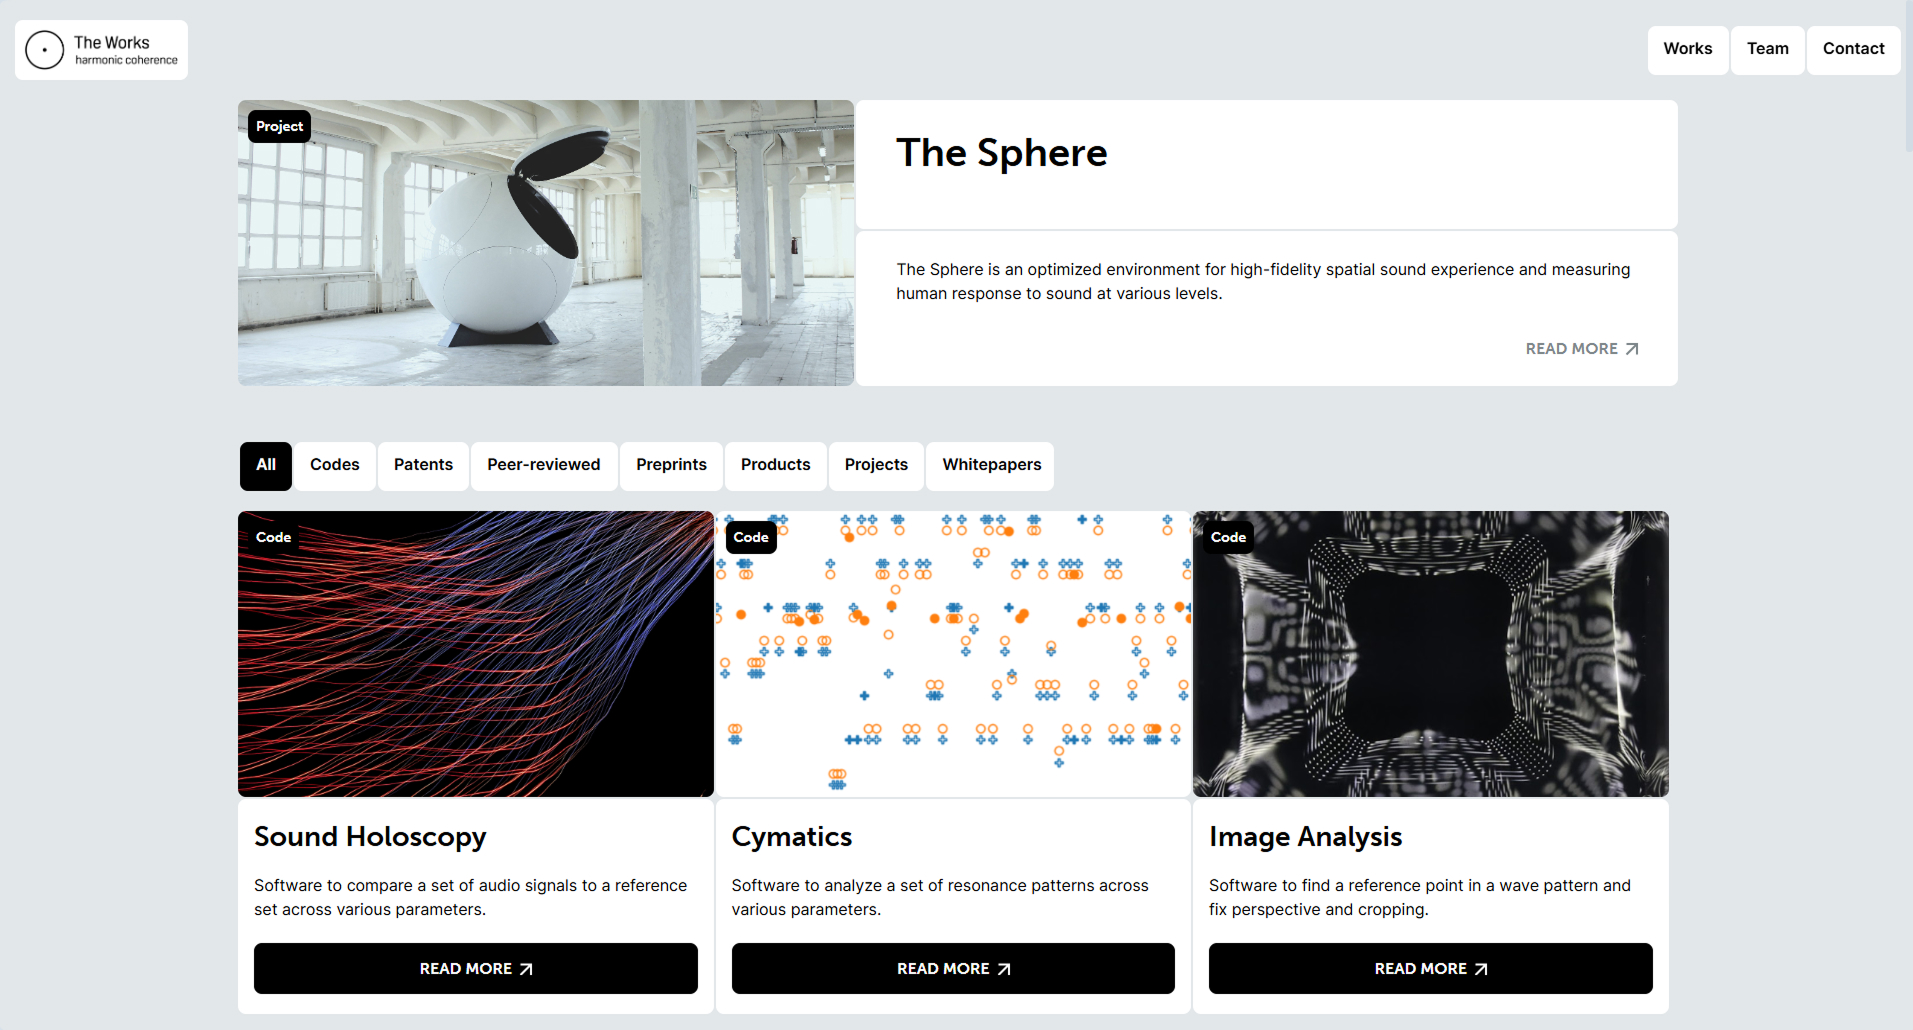 The Works
harmonic coherence
Works
Team
Contact
Project
The Sphere
The Sphere is an optimized environment for high-fidelity spatial sound experience and measuring
human response to sound at various levels.
READ MORE
All
Codes
Patents
Peer-reviewed
Preprints
Products
Projects
Whitepapers
Code
Code
Code
Sound Holoscopy
Software to compare a set of audio signals to a reference
set across various parameters.
READ MORE
Cymatics
Software to analyze a set of resonance patterns across
various parameters.
READ MORE
Image Analysis
Software to find a reference point in a wave pattern and
fix perspective and cropping.
READ MORE